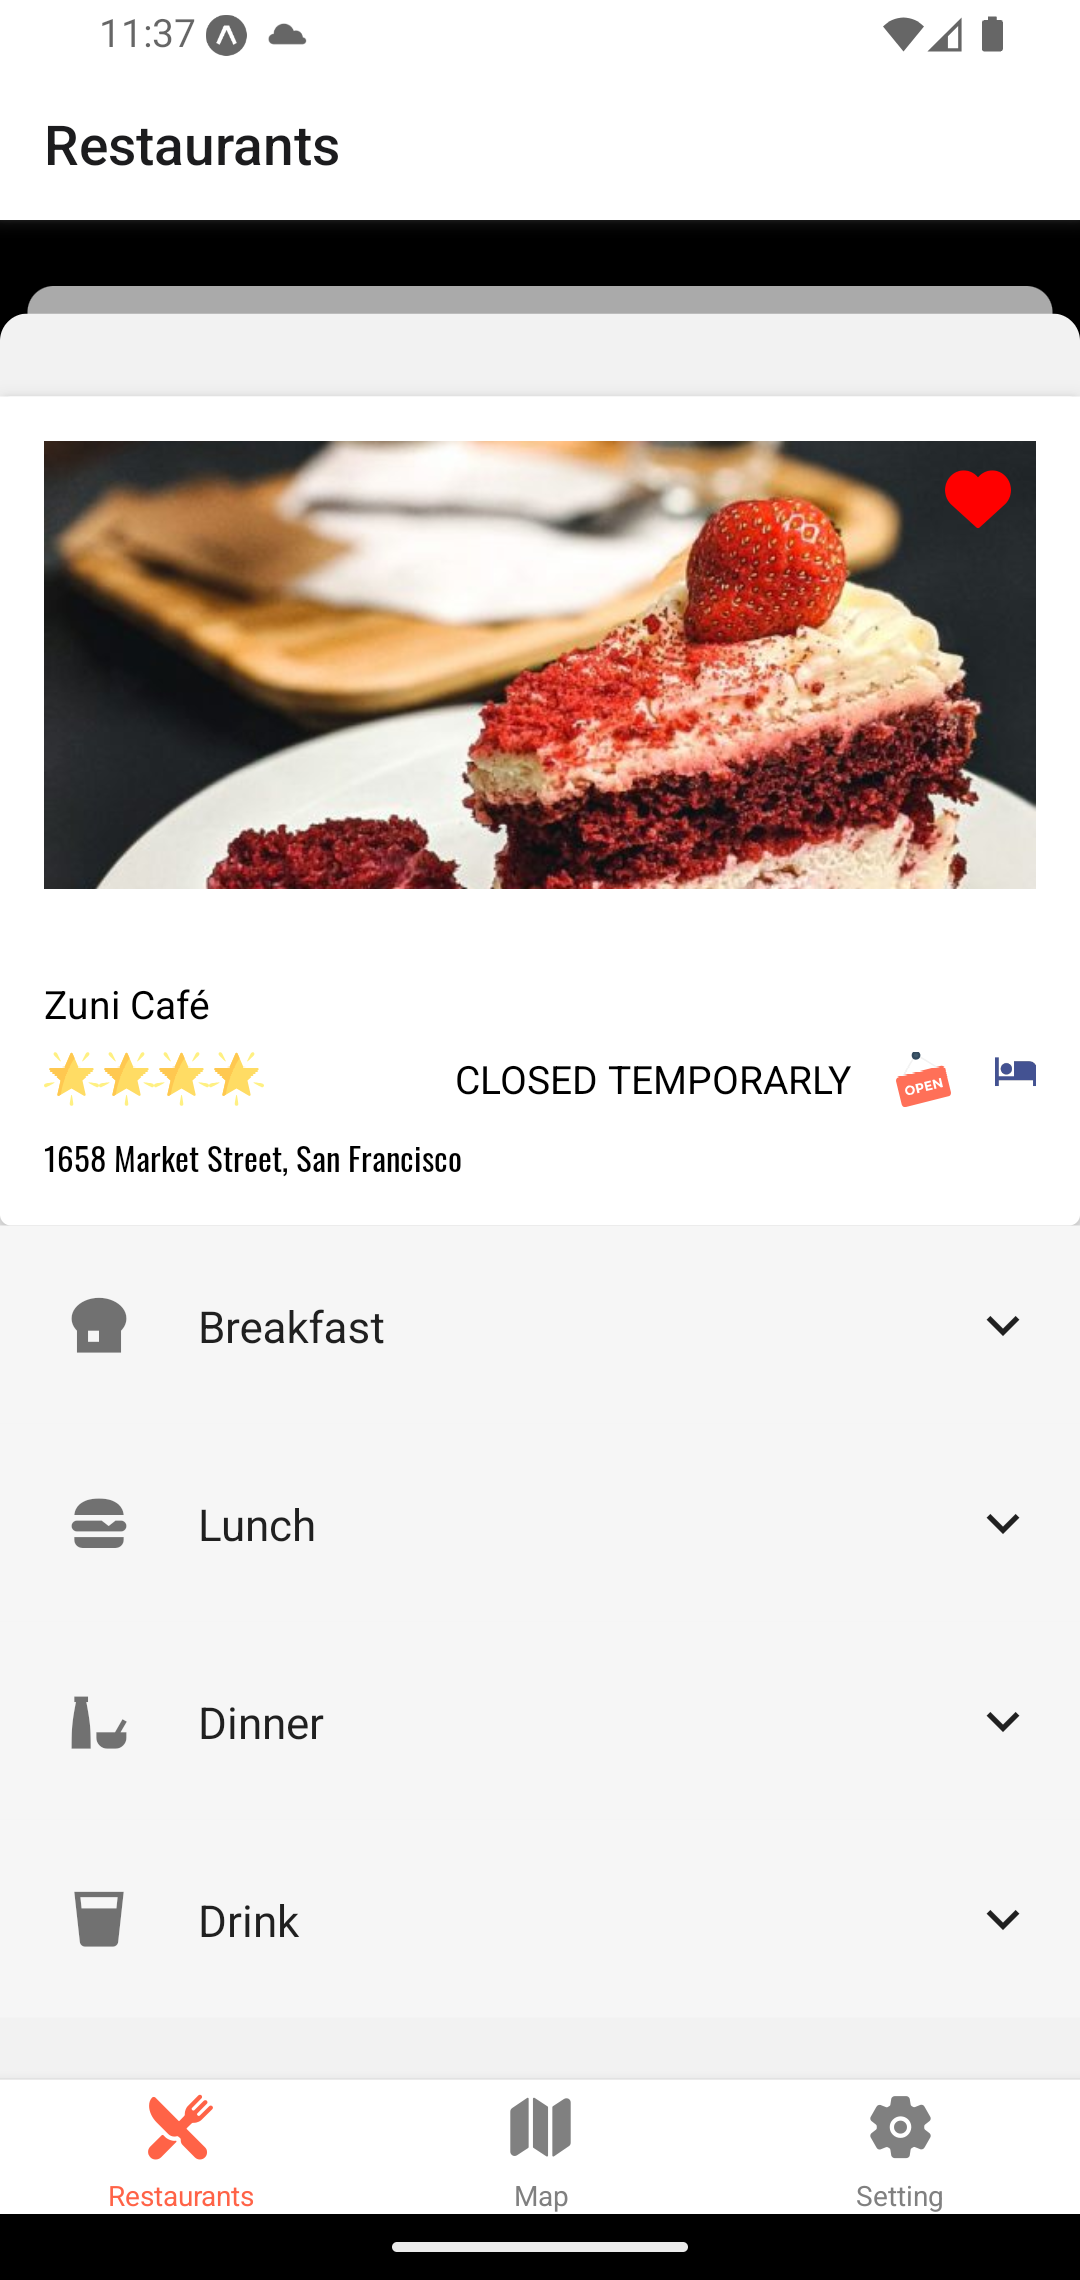 11:37
Restaurants
Zuni Café
CLOSED TEMPORARLY
OPEN
1658 Market Street, San Francisco
Breakfast
Lunch
Dinner
Drink
Restaurants
Map
Setting